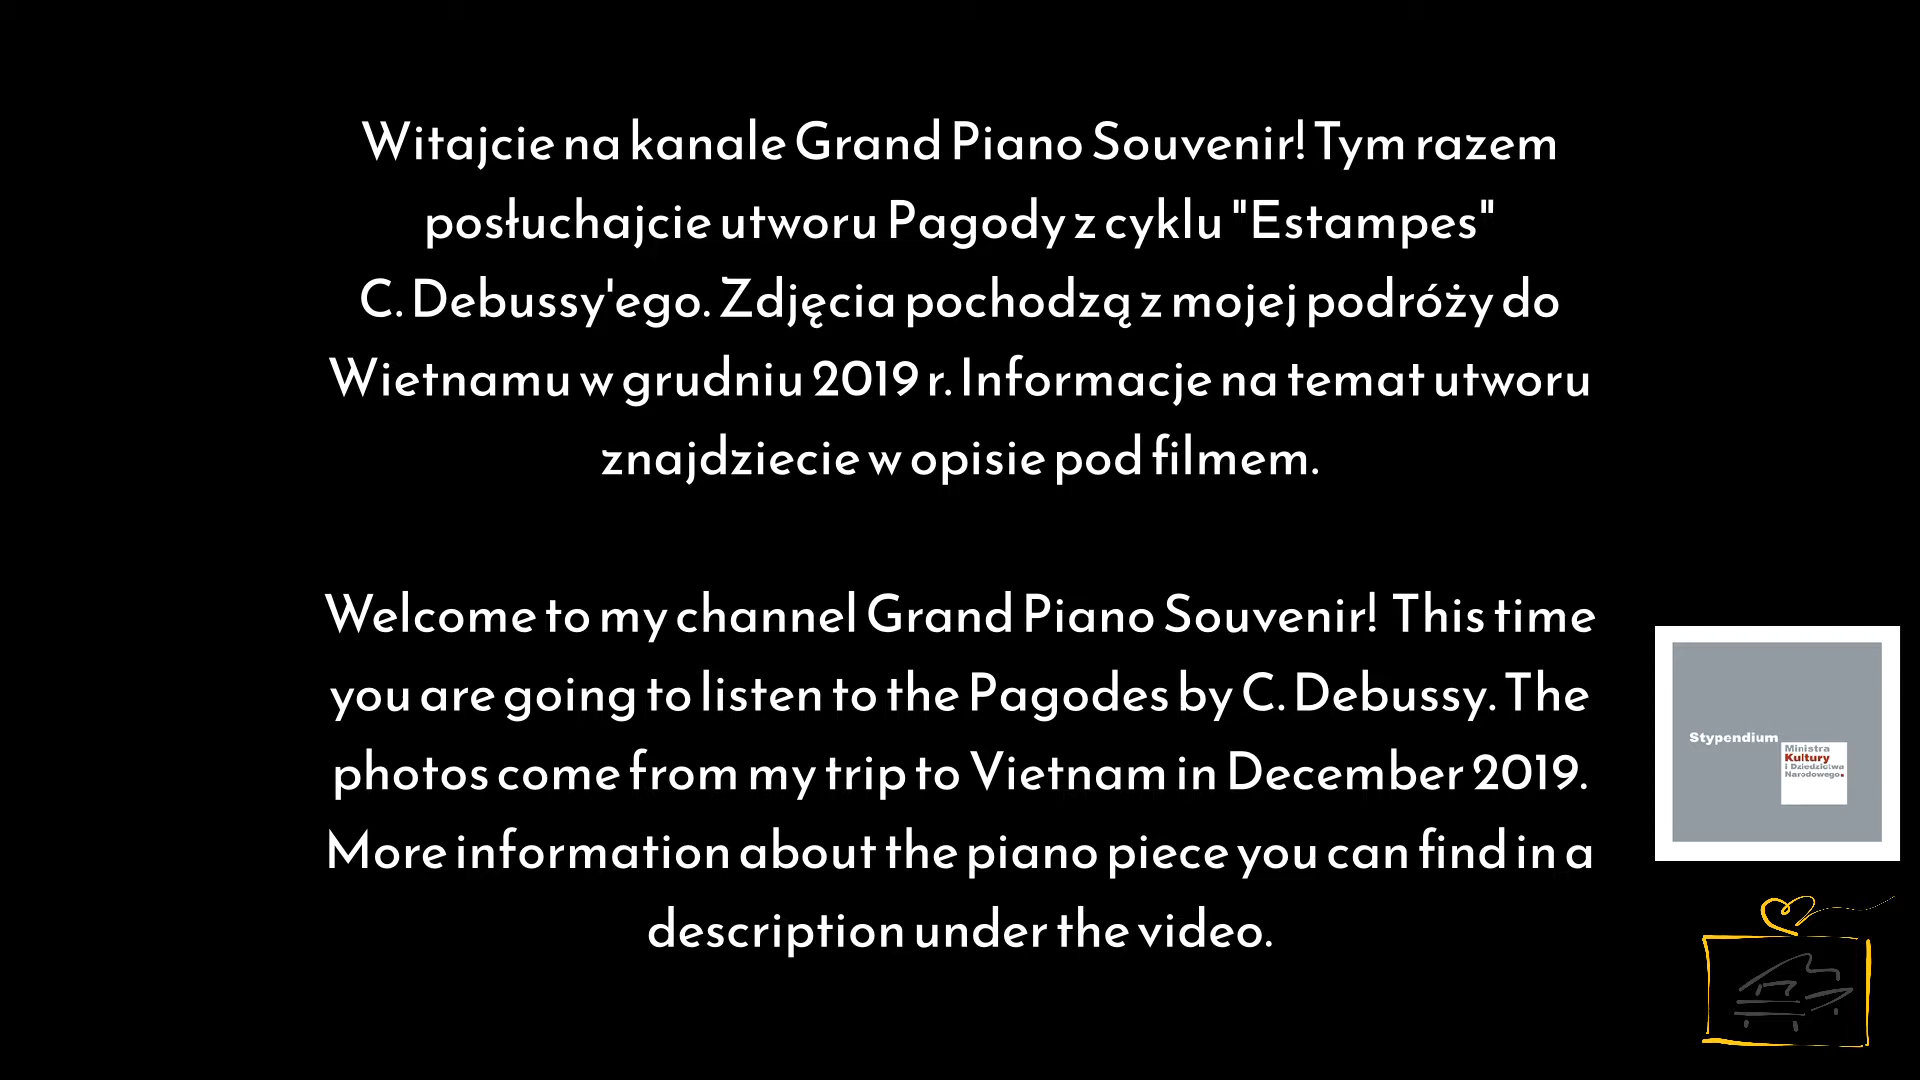 Witajcie na kanale Grand Piano Souvenir! Tym razem
posłuchajcie utworu Pagody z cyklu "Estampes"
C. Debussy'ego. Zdjęcia pochodzą z mojej podróży do
Wietnamu w grudniu 2019 r. Informacje na temat utworu
znajdziecie w opisie pod filmem.
Welcome to my channel Grand Piano Souvenir! This time
you are going to listen to the Pagodes by C. Debussy. The
photos come from my trip to Vietnam in December 2019.
More information about the piano piece you can find in a
description under the video.
Stypendium
Ministra
Kultury
i Dziedzictwa
Narodowego.